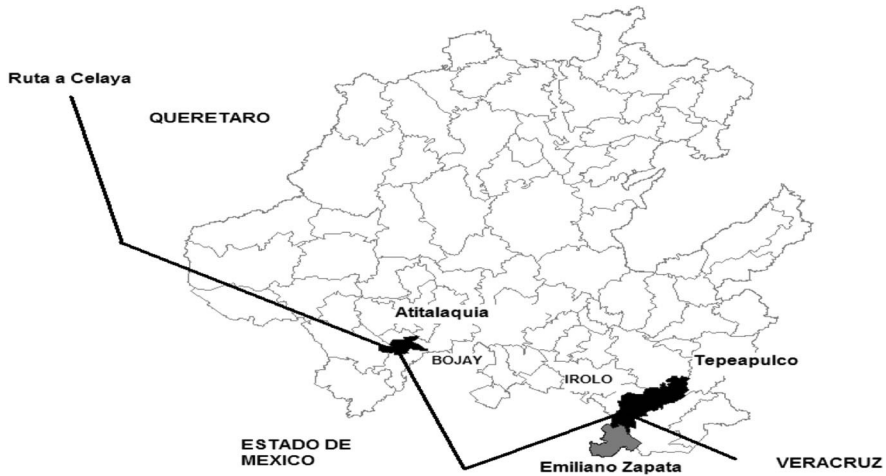 Ruta a Celaya
QUERETARO
Atitalaquia
BOJAY
Tepeapulco
IROLO
ESTADO DE
MEXICO
Emiliano Zapata
VERACRUZ